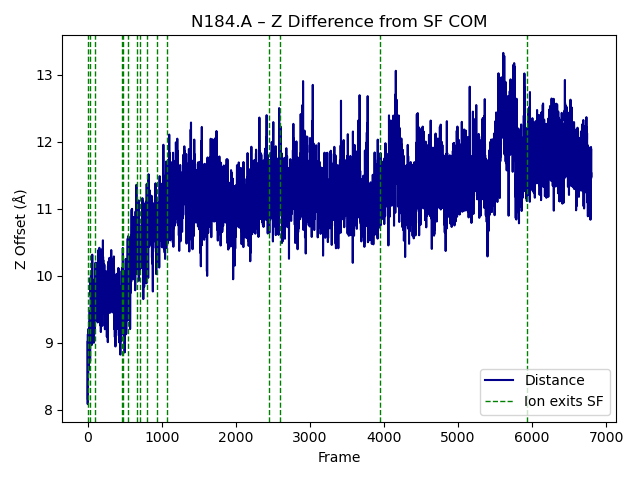 N184.A – Z Difference from SF COM
Z Offset (Å)
13
12
11
10
9
8
0 1000 2000 3000 4000 5000 6000 7000
Frame
Distance
Ion exits SF